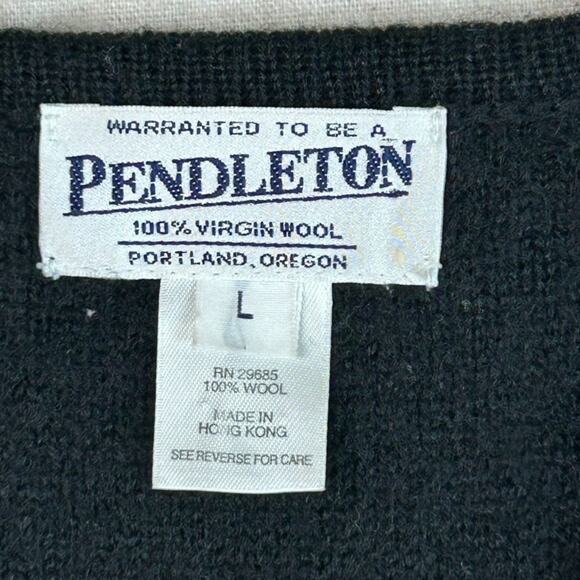 WARRANTED TO BE A
PENDLETON
100% VIRGIN WOOL
PORTLAND, OREGON
L
RN 29685
100% WOOL
MADE IN
HONG KONG
SEE REVERSE FOR CARE